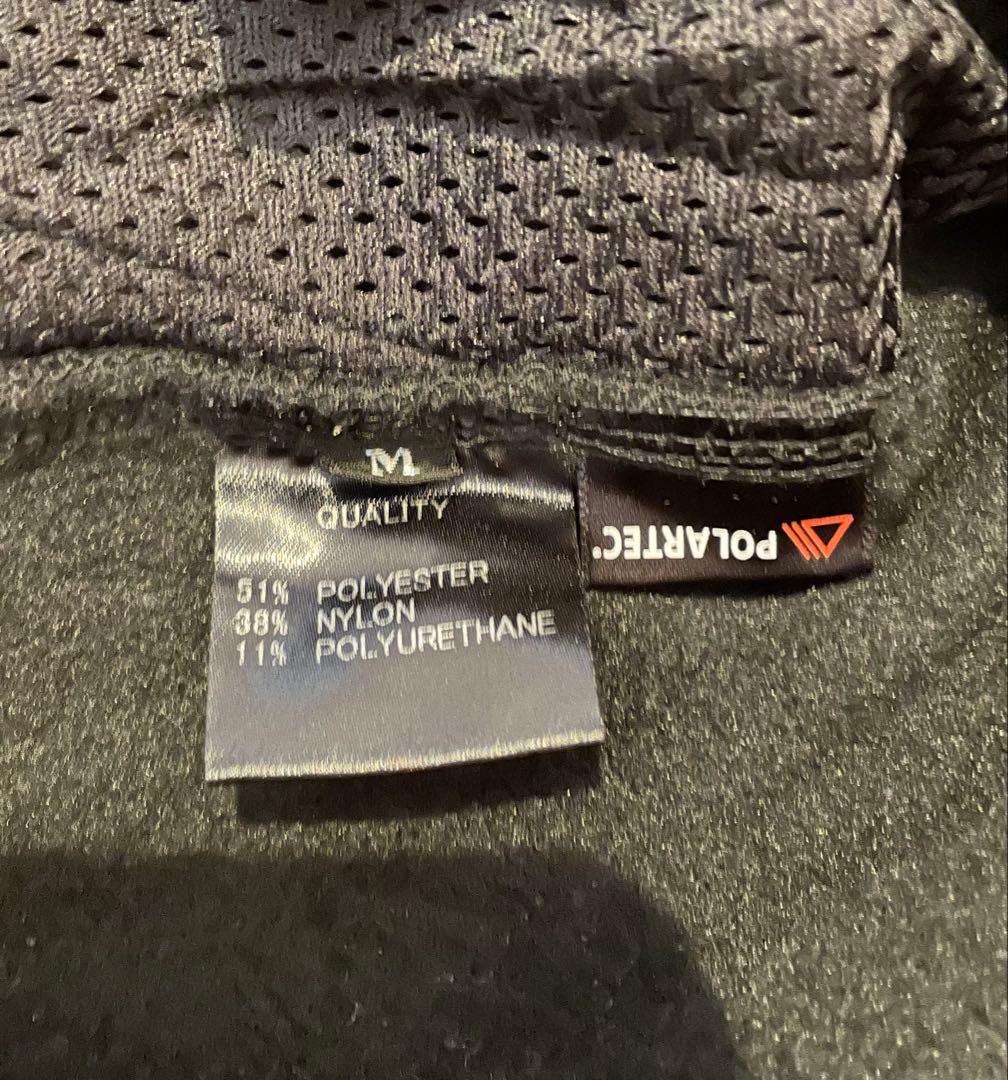 M
QUALITY
51% POLYESTER
38% NYLON
11% POLYURETHANE
POLARTEC®